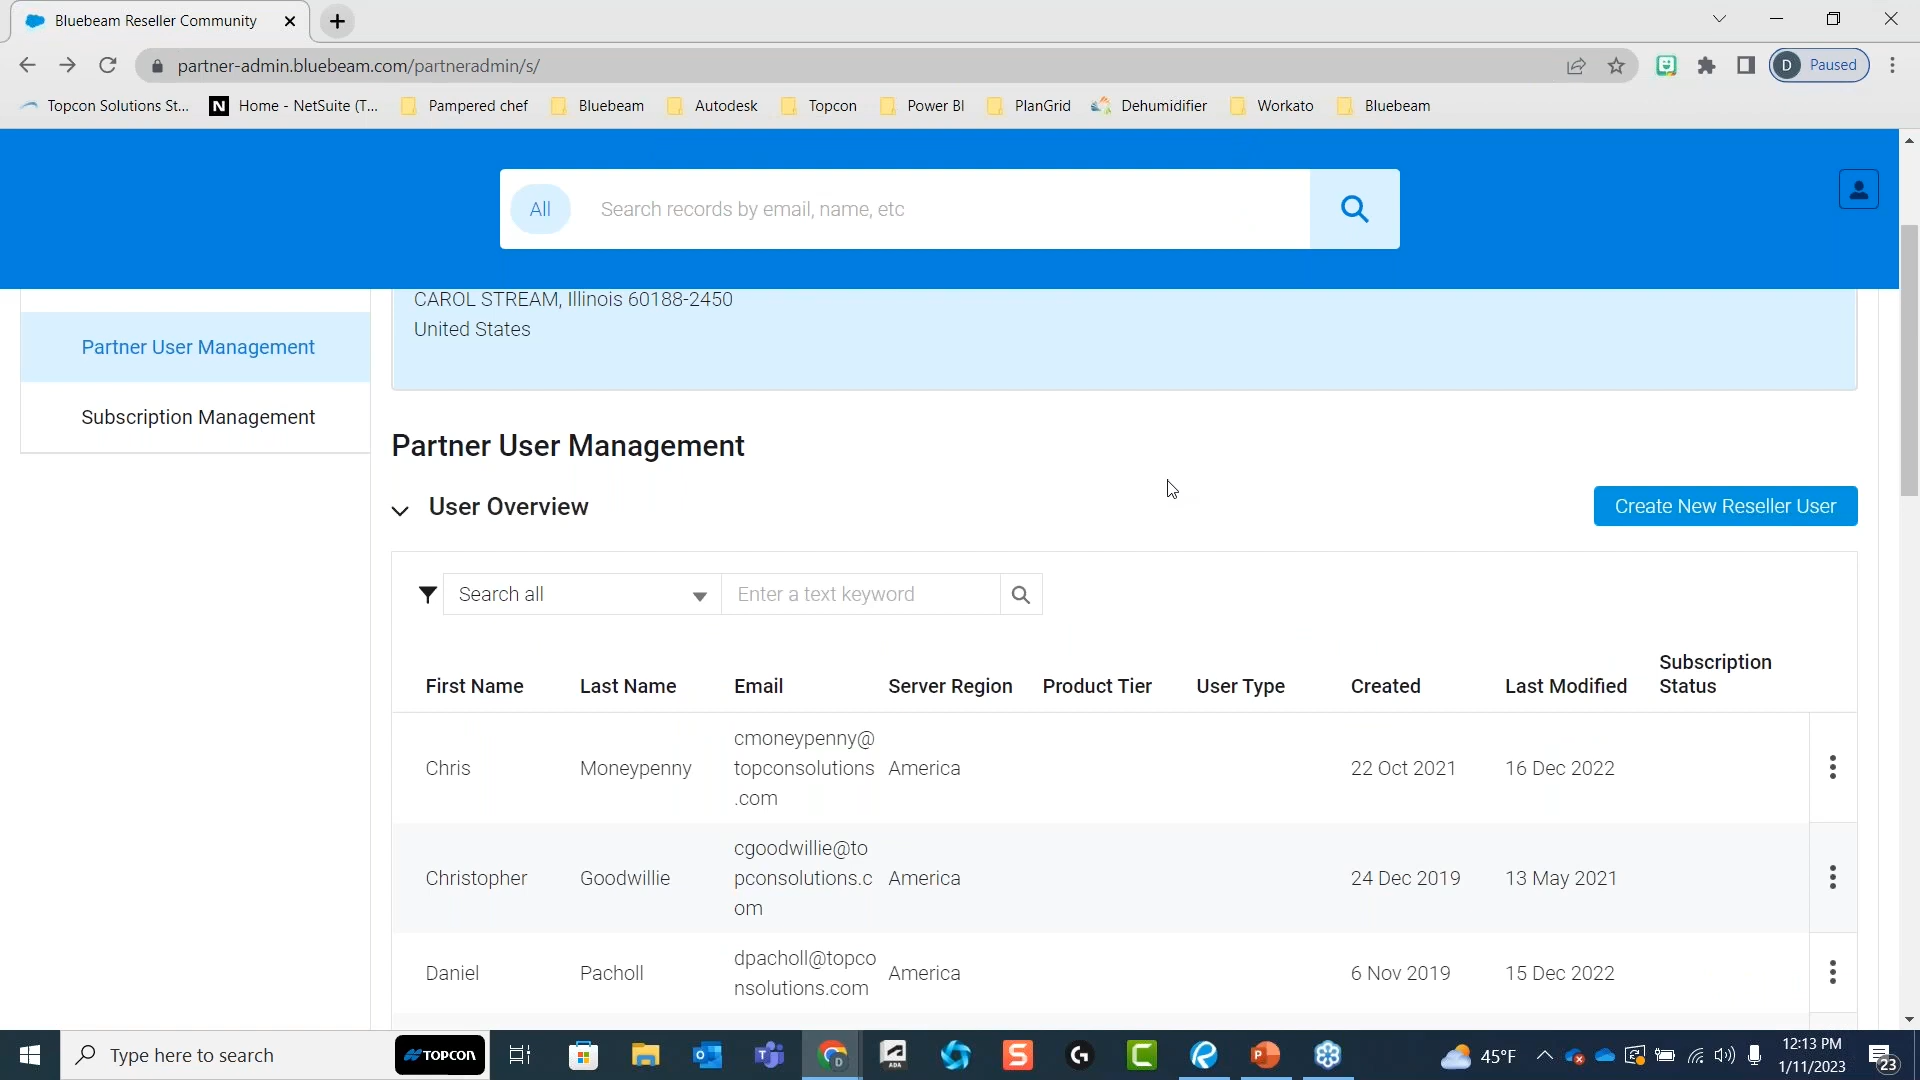 Bluebeam Reseller Community
partner-admin.bluebeam.com/partneradmin/s/
D Paused
Topcon Solutions St... N Home - NetSuite (T... Pampered chef Bluebeam Autodesk Topcon Power BI PlanGrid Dehumidifier Workato Bluebeam
All Search records by email, name, etc
CAROL STREAM, Illinois 60188-2450
United States
Partner User Management
Subscription Management
Partner User Management
User Overview
Create New Reseller User
Search all Enter a text keyword
First Name Last Name Email Server Region Product Tier User Type Created Last Modified Subscription
Status
Chris Moneypenny cmoneypenny@
topconsolutions
.com America 22 Oct 2021 16 Dec 2022
Christopher Goodwillie cgoodwillie@to
pconsolutions.c
om America 24 Dec 2019 13 May 2021
Daniel Pacholl dpacholl@topco
nsolutions.com America 6 Nov 2019 15 Dec 2022
Type here to search
TOPCON
ADA
45°F
12:13 PM
1/11/2023
23